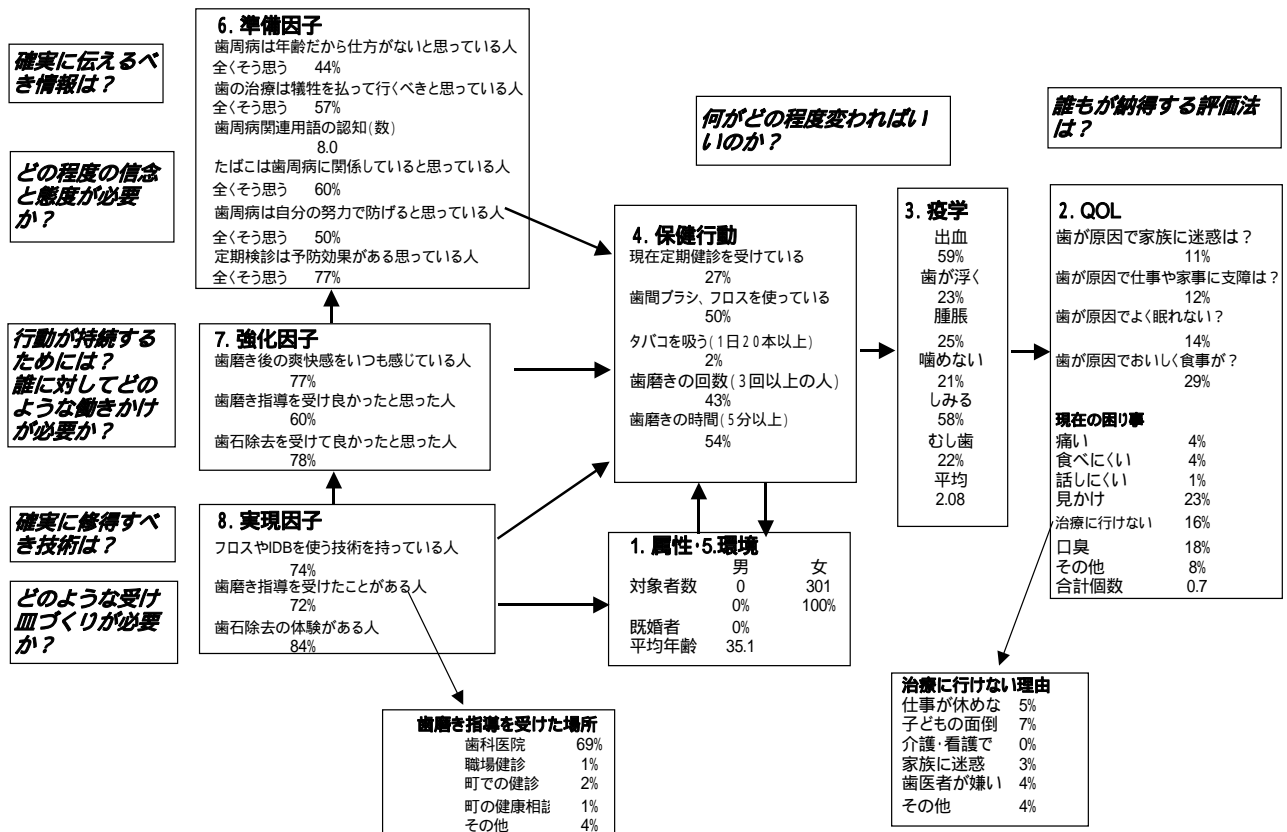 確実に伝えるべ
き情報は？
どの程度の信念
と態度が必要
か？
行動が持続する
ためには？
誰に対してどの
ような働きかけ
が必要か？
確実に修得すべ
き技術は？
どのような受け
皿づくりが必要
か？
6. 準備因子
歯周病は年齢だから仕方がないと思っている人
全くそう思う 44%
歯の治療は犠牲を払って行くべきと思っている人
全くそう思う 57%
歯周病関連用語の認知(数)
8.0
たばこは歯周病に関係していると思っている人
全くそう思う 60%
歯周病は自分の努力で防げると思っている人
全くそう思う 50%
定期検診は予防効果がある思っている人
全くそう思う 77%
7. 強化因子
歯磨き後の爽快感をいつも感じている人
77%
歯磨き指導を受け良かったと思った人
60%
歯石除去を受けて良かったと思った人
78%
8. 実現因子
フロスやIDBを使う技術を持っている人
74%
歯磨き指導を受けたことがある人
72%
歯石除去の体験がある人
84%
歯磨き指導を受けた場所
歯科医院 69%
職場健診 1%
町での健診 2%
町の健康相談 1%
その他 4%
何がどの程度変わればい
いのか？
4. 保健行動
現在定期健診を受けている
27%
歯間ブラシ、フロスを使っている
50%
タバコを吸う(1日20本以上)
2%
歯磨きの回数(3回以上の人)
43%
歯磨きの時間(5分以上)
54%
1. 属性・5.環境
男 女
対象者数 0 301
0% 100%
既婚者 0%
平均年齢 35.1
3. 疫学
出血
59%
歯が浮く
23%
腫脹
25%
噛めない
21%
しみる
58%
むし歯
22%
平均
2.08
誰もが納得する評価法
は？
2. QOL
歯が原因で家族に迷惑は？
11%
歯が原因で仕事や家事に支障は？
12%
歯が原因でよく眠れない？
14%
歯が原因でおいしく食事が？
29%
現在の困り事
痛い 4%
食べにくい 4%
話しにくい 1%
見かけ 23%
治療に行けない 16%
口臭 18%
その他 8%
合計個数 0.7
治療に行けない理由
仕事が休めな 5%
子どもの面倒 7%
介護・看護で 0%
家族に迷惑 3%
歯医者が嫌い 4%
その他 4%